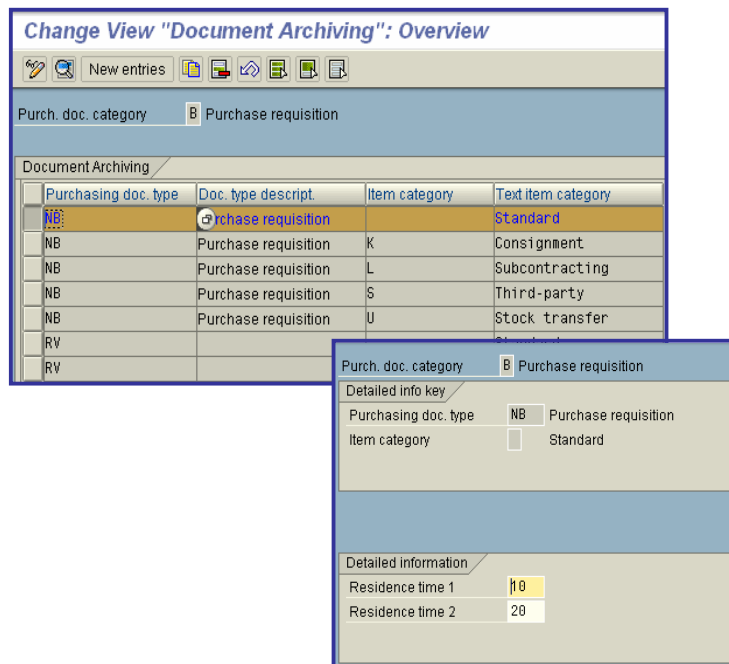 Change View "Document Archiving": Overview
New entries
Purch. doc. category B Purchase requisition
Document Archiving
Purchasing doc. type Doc. type descript. Item category Text item category
NB rchase requisition Standard
NB Purchase requisition K Consignment
NB Purchase requisition L Subcontracting
NB Purchase requisition S Third-party
NB Purchase requisition U Stock transfer
RV
RV
Purch. doc. category B Purchase requisition
Detailed info key
Purchasing doc. type NB Purchase requisition
Item category Standard
Detailed information
Residence time 1 10
Residence time 2 20